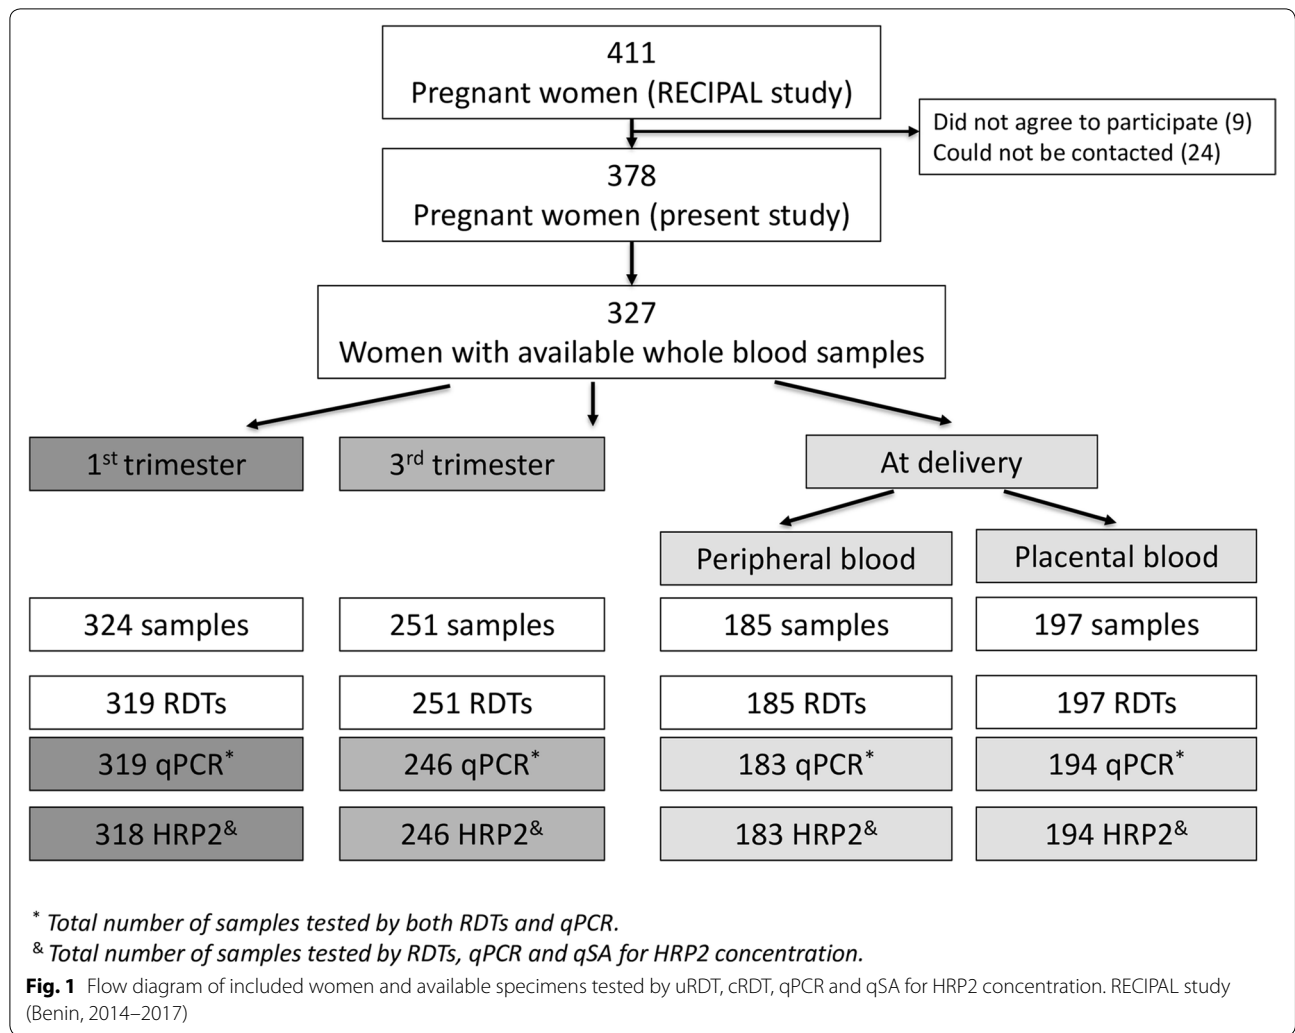 411
Pregnant women (RECIPAL study)
Did not agree to participate (9)
Could not be contacted (24)
378
Pregnant women (present study)
327
Women with available whole blood samples
1st trimester
3rd trimester
At delivery
Peripheral blood
Placental blood
324 samples
251 samples
185 samples
197 samples
319 RDTs
251 RDTs
185 RDTs
197 RDTs
319 qPCR*
246 qPCR*
183 qPCR*
194 qPCR*
318 HRP2&
246 HRP2&
183 HRP2&
194 HRP2&
* Total number of samples tested by both RDTs and qPCR.
& Total number of samples tested by RDTs, qPCR and qSA for HRP2 concentration.
Fig. 1 Flow diagram of included women and available specimens tested by uRDT, cRDT, qPCR and qSA for HRP2 concentration. RECIPAL study
(Benin, 2014–2017)